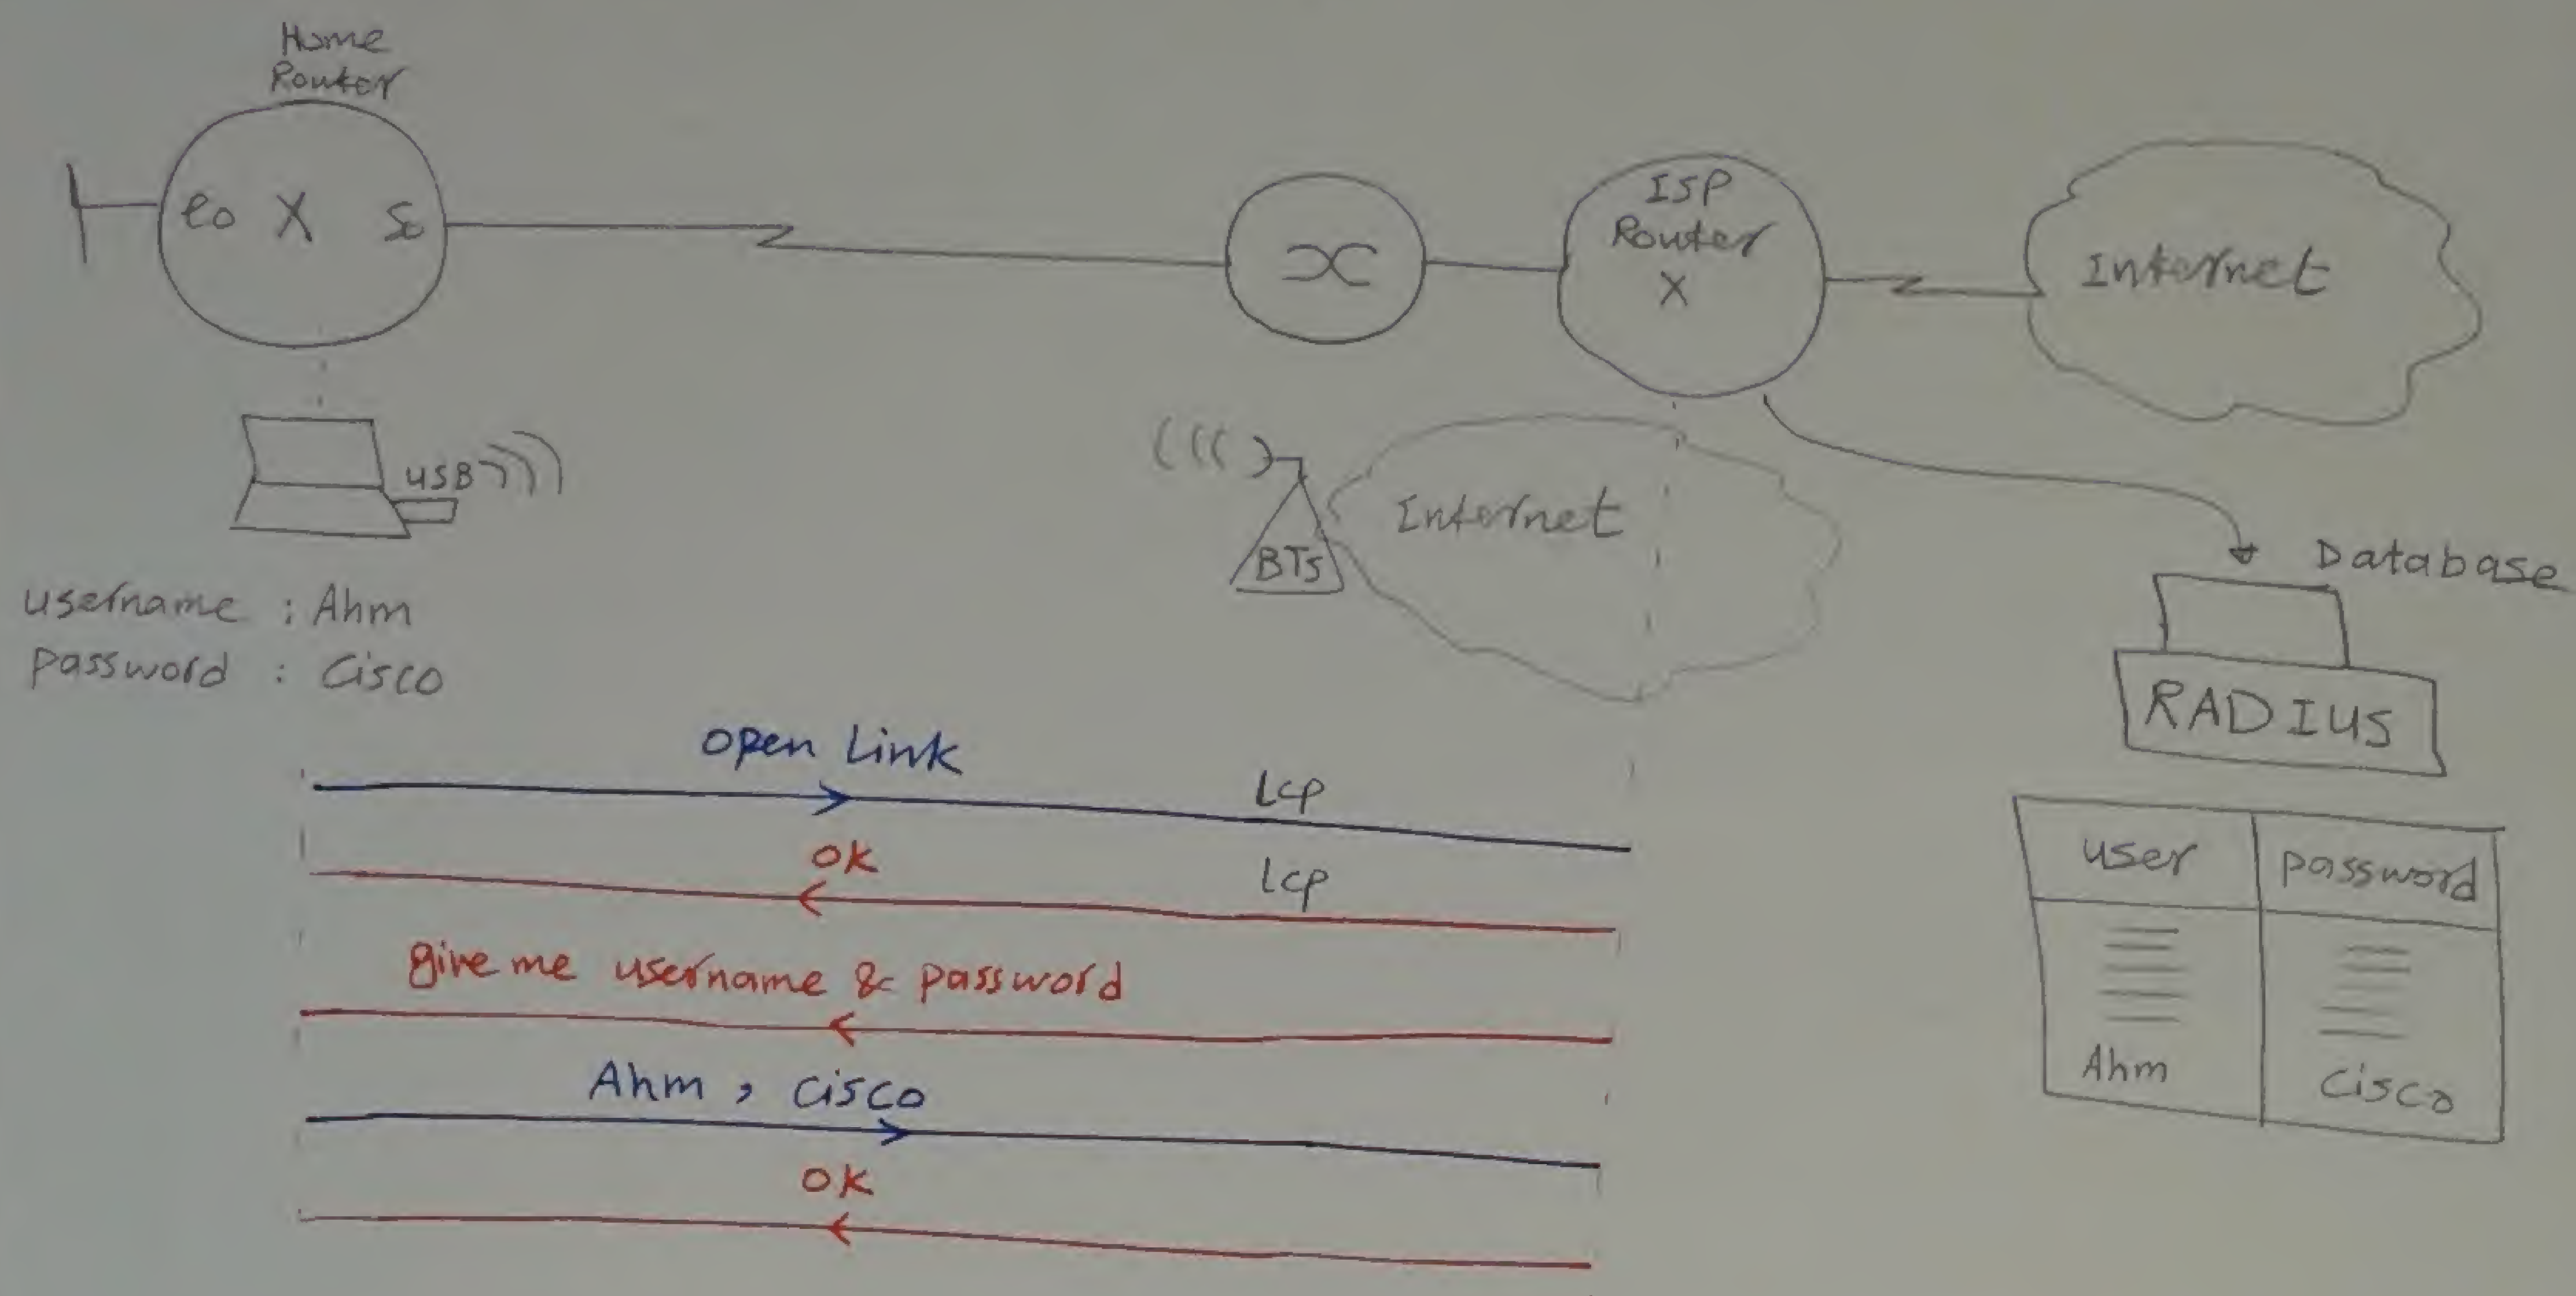 Home
Router
e0 X S0
ISP
Router
X
Internet
USB
BTS
Internet
Database
RADIUS
username : Ahm
password : Cisco
open Link
LCP
OK
LCP
give me username & password
Ahm , cisco
OK
user password
Ahm cisco